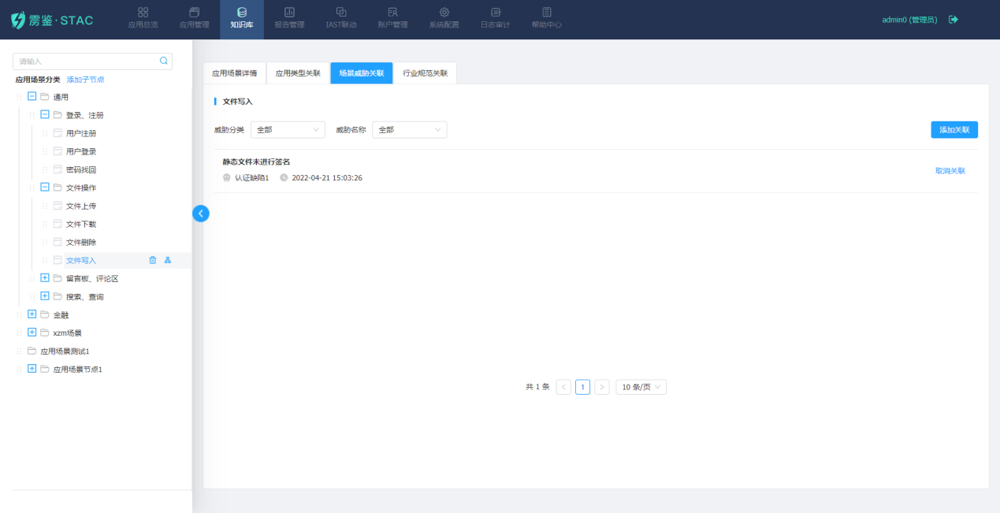 雳鉴·STAC
应用总览
应用管理
知识库
报告管理
IAST联动
账户管理
系统配置
日志审计
帮助中心
admin0 (管理员)
请输入
应用场景分类 添加子节点
通用
登录、注册
用户注册
用户登录
密码找回
文件操作
文件上传
文件下载
文件删除
文件写入
留言板、评论区
搜索、查询
金融
xzm场景
应用场景测试1
应用场景节点1
应用场景详情 应用类型关联 场景威胁关联 行业规范关联
文件写入
威胁分类 全部 威胁名称 全部 添加关联
静态文件未进行签名
认证缺陷1 2022-04-21 15:03:26 取消关联
共 1 条 < 1 > 10 条/页